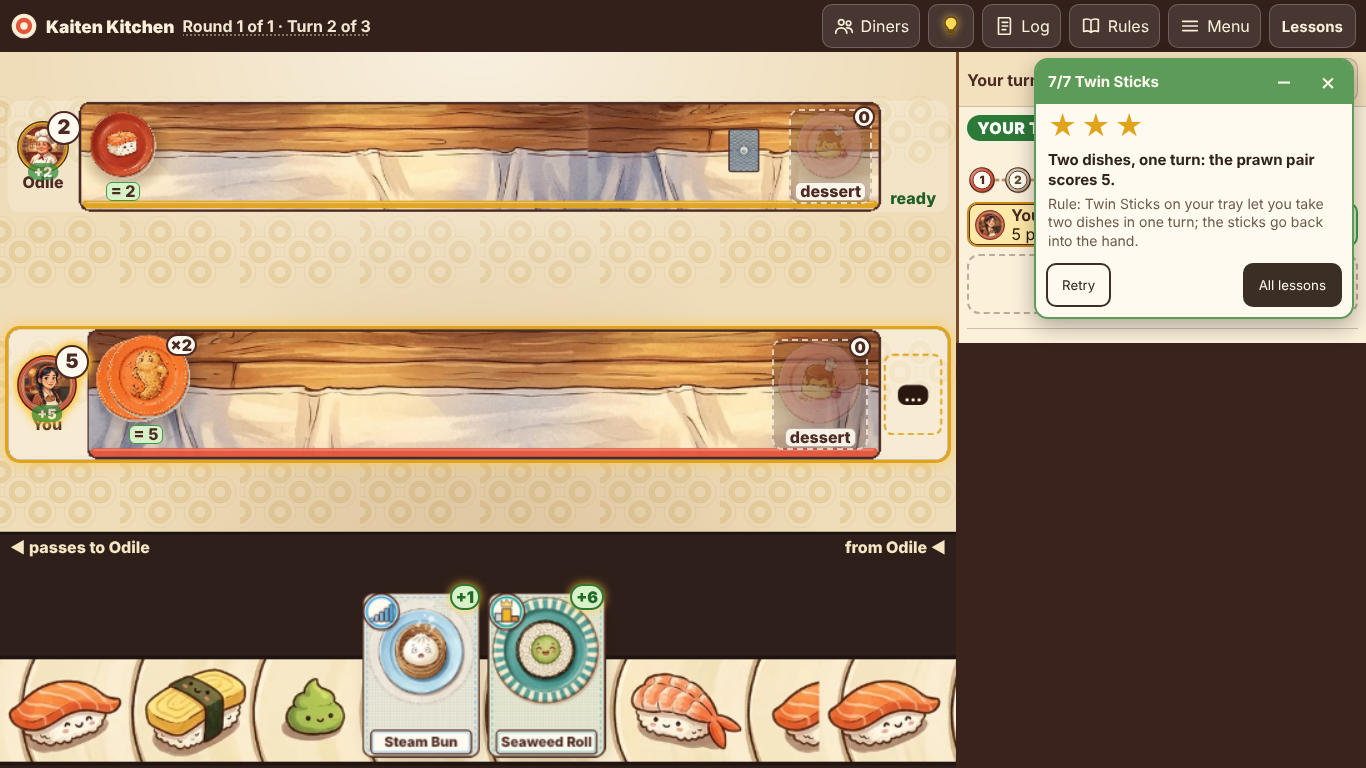 Kaiten Kitchen
Round 1 of 1 · Turn 2 of 3
Diners
Log
Rules
Menu
Lessons
2
+2
Odile
= 2
0
dessert
ready
5
+5
You
×2
= 5
0
dessert
...
◀ passes to Odile
from Odile ◀
+1
Steam Bun
+6
Seaweed Roll
Your turn
YOUR T
1
2
You
5 p
7/7 Twin Sticks
Two dishes, one turn: the prawn pair
scores 5.
Rule: Twin Sticks on your tray let you take
two dishes in one turn; the sticks go back
into the hand.
Retry
All lessons